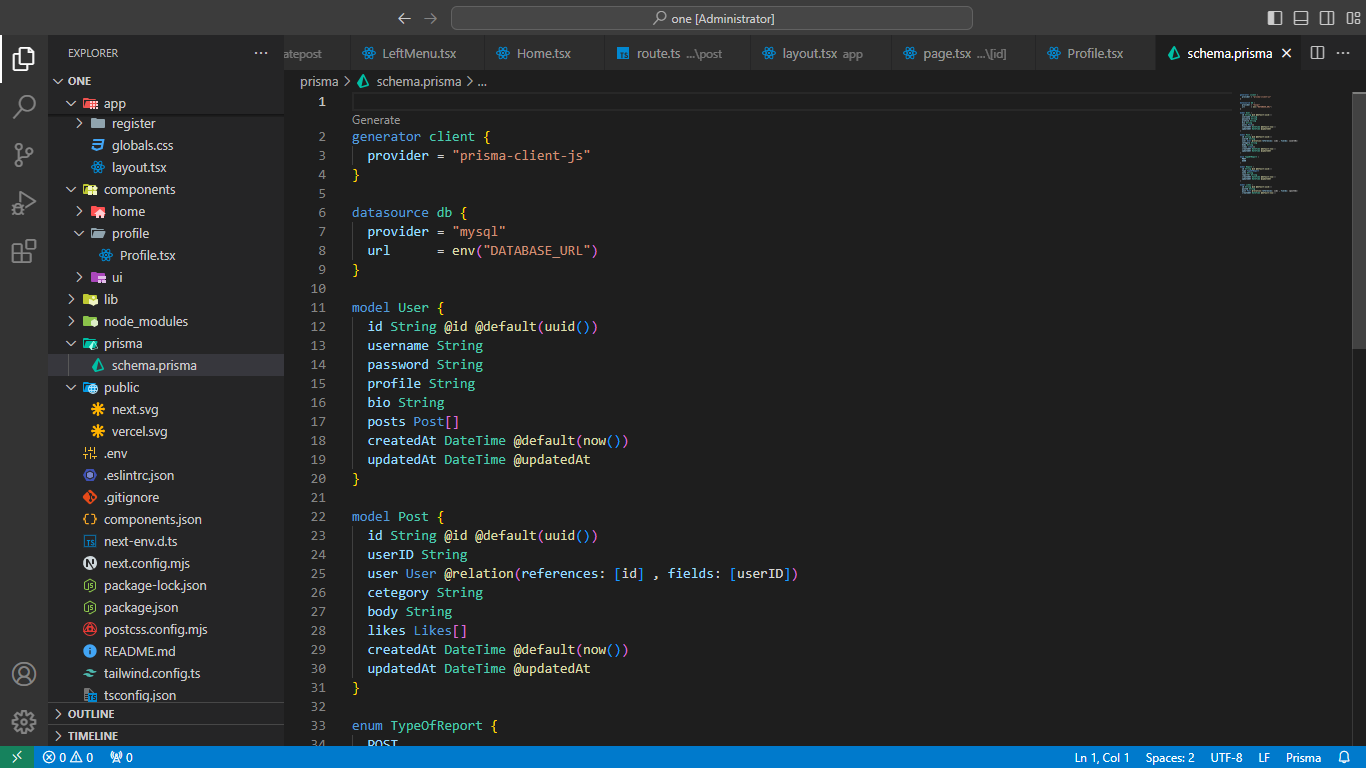 one [Administrator]
EXPLORER
ONE
app
register
globals.css
layout.tsx
components
home
profile
Profile.tsx
ui
lib
node_modules
prisma
schema.prisma
public
next.svg
vercel.svg
.env
.eslintrc.json
.gitignore
components.json
next-env.d.ts
next.config.mjs
package-lock.json
package.json
postcss.config.mjs
README.md
tailwind.config.ts
tsconfig.json
OUTLINE
TIMELINE
atepost LeftMenu.tsx Home.tsx route.ts ...\post layout.tsx app page.tsx ...\[id] Profile.tsx schema.prisma
prisma > schema.prisma > ...
1
Generate
2 generator client {
3 provider = "prisma-client-js"
4 }
5
6 datasource db {
7 provider = "mysql"
8 url      = env("DATABASE_URL")
9 }
10
11 model User {
12 id String @id @default(uuid())
13 username String
14 password String
15 profile String
16 bio String
17 posts Post[]
18 createdAt DateTime @default(now())
19 updatedAt DateTime @updatedAt
20 }
21
22 model Post {
23 id String @id @default(uuid())
24 userID String
25 user User @relation(references: [id] , fields: [userID])
26 cetegory String
27 body String
28 likes Likes[]
29 createdAt DateTime @default(now())
30 updatedAt DateTime @updatedAt
31 }
32
33 enum TypeOfReport {
34 POST
0 0 0 Ln 1, Col 1 Spaces: 2 UTF-8 LF Prisma